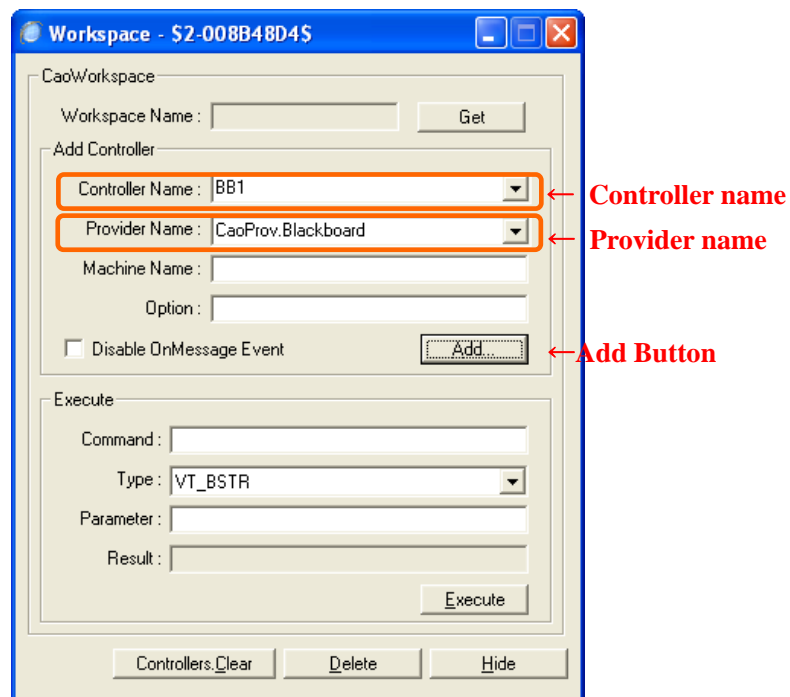 Workspace - $2-008B48D4$
CaoWorkspace
Workspace Name : Get
Add Controller
Controller Name : BB1 ← Controller name
Provider Name : CaoProv.Blackboard ← Provider name
Machine Name :
Option :
Disable OnMessage Event Add... ←Add Button
Execute
Command :
Type : VT_BSTR
Parameter :
Result :
Execute
Controllers.Clear Delete Hide